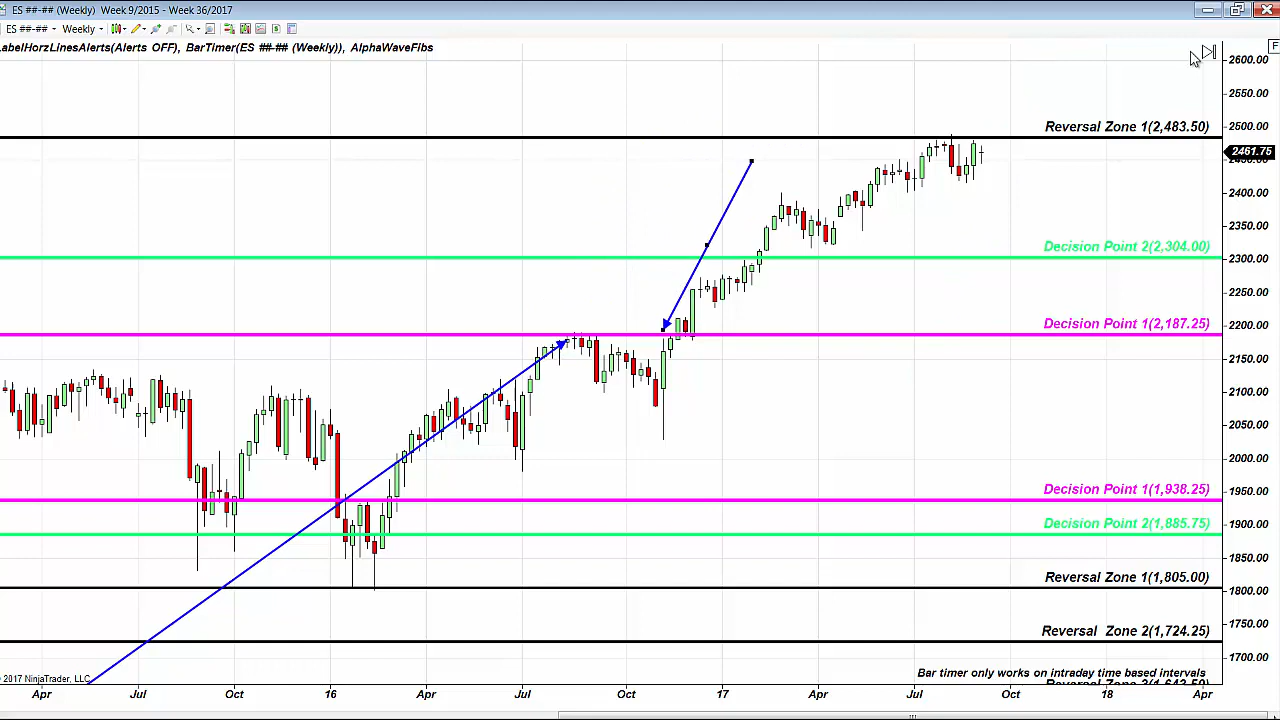 ES ##-## (Weekly)  Week 9/2015 - Week 36/2017
ES ##-## Weekly
LabelHorzLinesAlerts(Alerts OFF), BarTimer(ES ##-## (Weekly)), AlphaWaveFibs
F
2600.00
2550.00
Reversal Zone 1(2,483.50)
2500.00
2461.75
2450.00
2400.00
2350.00
Decision Point 2(2,304.00)
2300.00
2250.00
Decision Point 1(2,187.25)
2200.00
2150.00
2100.00
2050.00
2000.00
Decision Point 1(1,938.25)
1950.00
Decision Point 2(1,885.75)
1900.00
1850.00
Reversal Zone 1(1,805.00)
1800.00
1750.00
Reversal  Zone 2(1,724.25)
1700.00
Bar timer only works on intraday time based intervals
© 2017 NinjaTrader, LLC
Apr Jul Oct 16 Apr Jul Oct 17 Apr Jul Oct 18 Apr